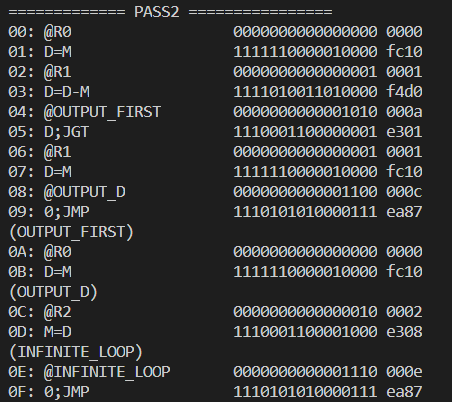 ============= PASS2 ================
00: @R0 0000000000000000 0000
01: D=M 1111110000010000 fc10
02: @R1 0000000000000001 0001
03: D=D-M 1111010011010000 f4d0
04: @OUTPUT_FIRST 0000000000001010 000a
05: D;JGT 1110001100000001 e301
06: @R1 0000000000000001 0001
07: D=M 1111110000010000 fc10
08: @OUTPUT_D 0000000000001100 000c
09: 0;JMP 1110101010000111 ea87
(OUTPUT_FIRST)
0A: @R0 0000000000000000 0000
0B: D=M 1111110000010000 fc10
(OUTPUT_D)
0C: @R2 0000000000000010 0002
0D: M=D 1110001100001000 e308
(INFINITE_LOOP)
0E: @INFINITE_LOOP 0000000000001110 000e
0F: 0;JMP 1110101010000111 ea87